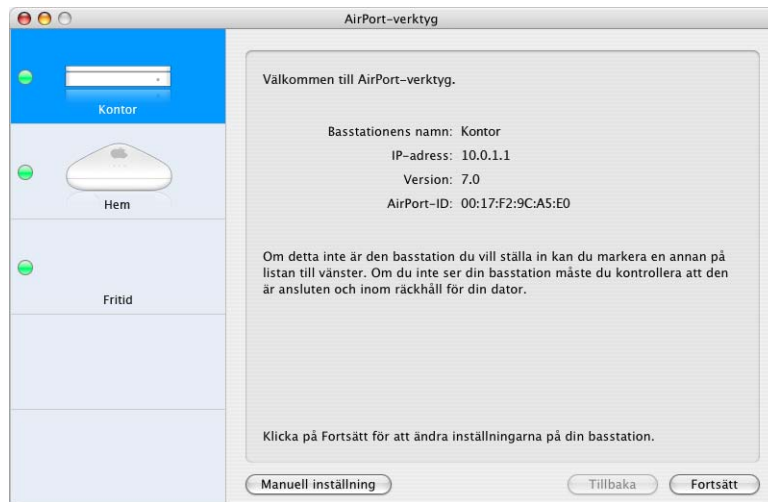 AirPort-verktyg
Kontor
Hem
Fritid
Välkommen till AirPort-verktyg.
Basstationens namn: Kontor
IP-adress: 10.0.1.1
Version: 7.0
AirPort-ID: 00:17:F2:9C:A5:E0
Om detta inte är den basstation du vill ställa in kan du markera en annan på
listan till vänster. Om du inte ser din basstation måste du kontrollera att den
är ansluten och inom räckhåll för din dator.
Klicka på Fortsätt för att ändra inställningarna på din basstation.
Manuell inställning
Tillbaka
Fortsätt